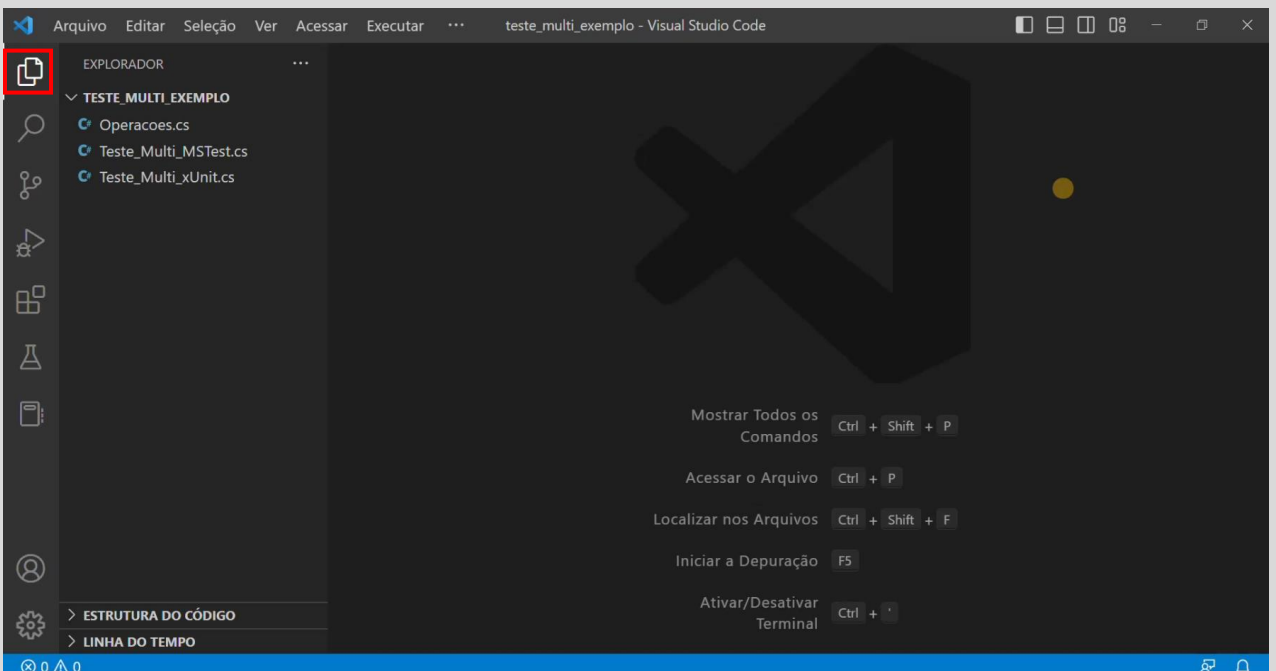 Arquivo Editar Seleção Ver Acessar Executar ··· teste_multi_exemplo - Visual Studio Code
EXPLORADOR ···
TESTE_MULTI_EXEMPLO
C# Operacoes.cs
C# Teste_Multi_MSTest.cs
C# Teste_Multi_xUnit.cs
Mostrar Todos os
Comandos Ctrl + Shift + P
Acessar o Arquivo Ctrl + P
Localizar nos Arquivos Ctrl + Shift + F
Iniciar a Depuração F5
Ativar/Desativar
Terminal Ctrl + '
ESTRUTURA DO CÓDIGO
LINHA DO TEMPO
0 0